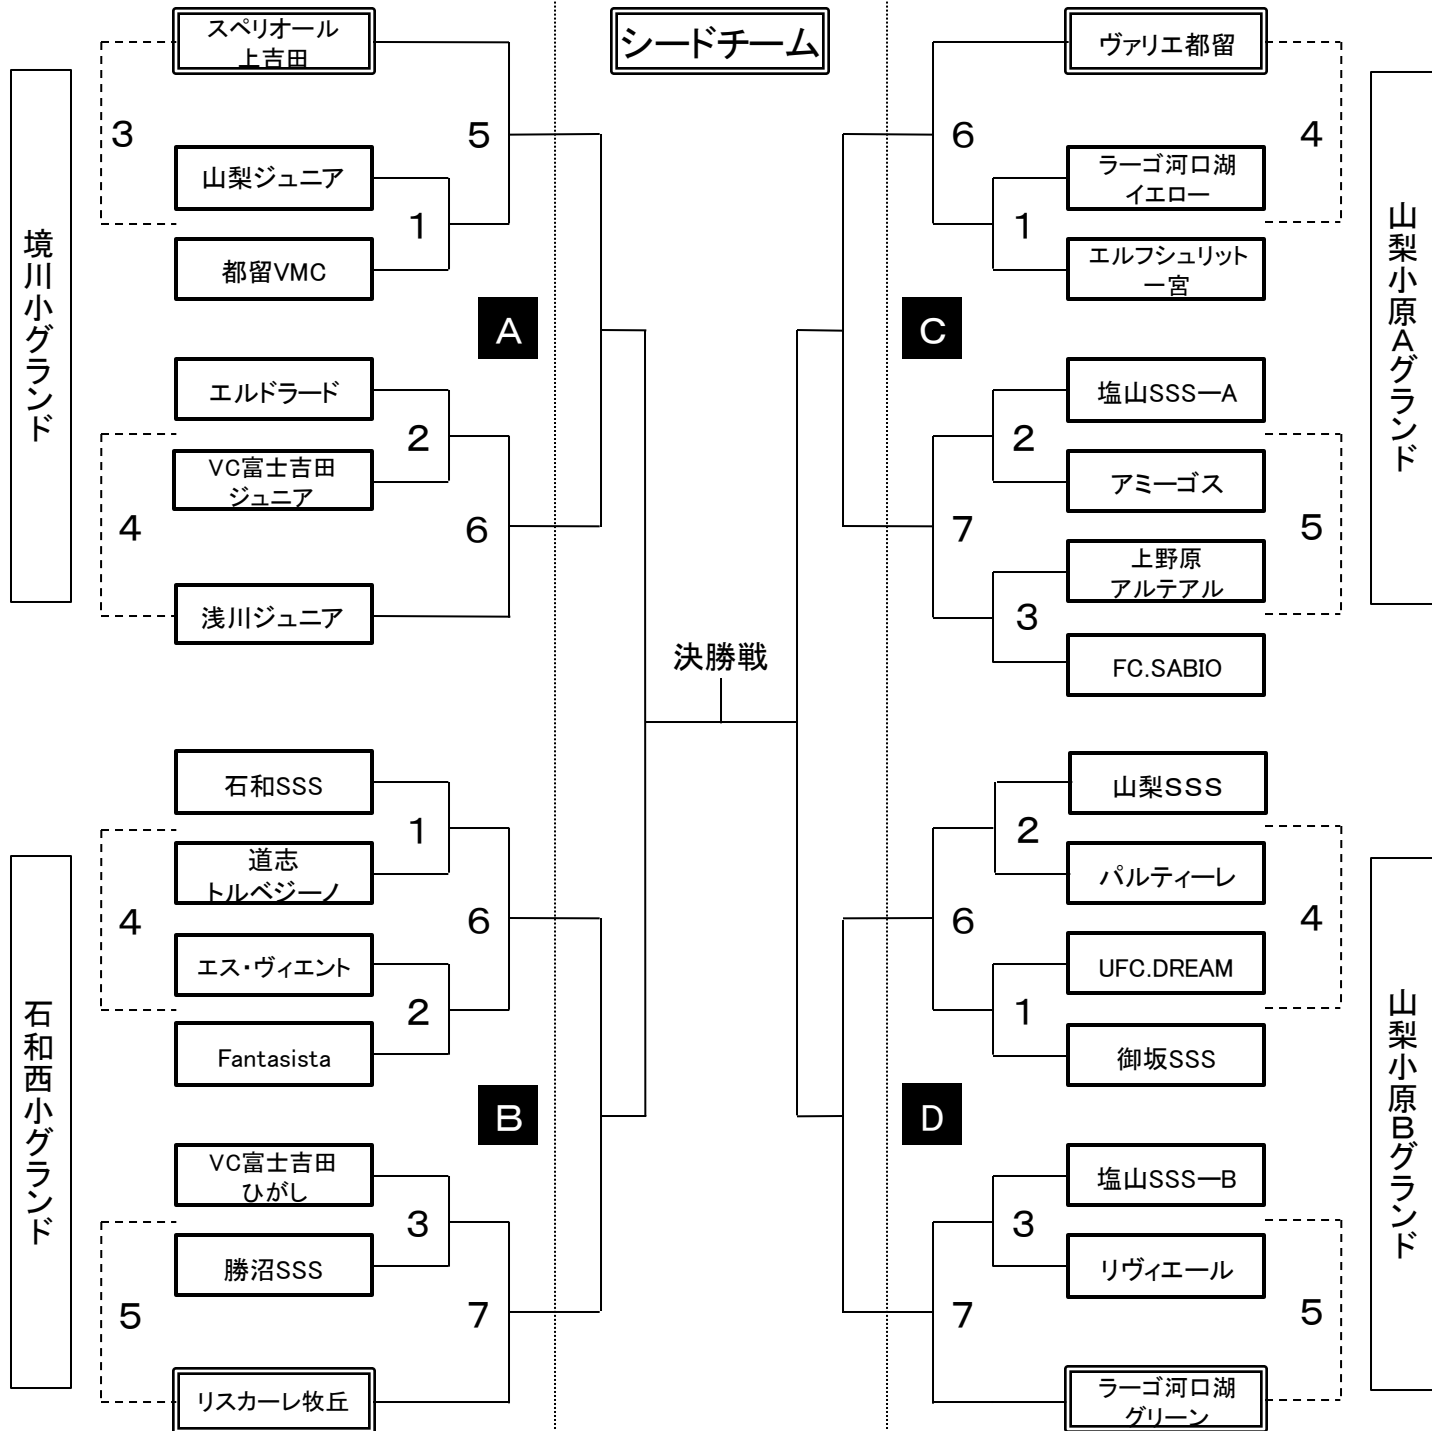 シードチーム
境川小グランド
スペリオール
上吉田
3
5
山梨ジュニア
1
都留VMC
A
エルドラード
2
VC富士吉田
ジュニア
4
6
浅川ジュニア
石和西小グランド
石和SSS
1
道志
トルベジーノ
4
6
エス・ヴィエント
2
Fantasista
B
VC富士吉田
ひがし
3
勝沼SSS
5
7
リスカーレ牧丘
決勝戦
山梨小原Aグランド
ヴァリエ都留
6
4
ラーゴ河口湖
イエロー
1
エルフシュリット
一宮
C
塩山SSSーA
2
アミーゴス
7
5
上野原
アルテアル
3
FC.SABIO
山梨小原Bグランド
山梨SSS
2
パルティーレ
6
4
UFC.DREAM
1
御坂SSS
D
塩山SSSーB
3
リヴィエール
7
5
ラーゴ河口湖
グリーン